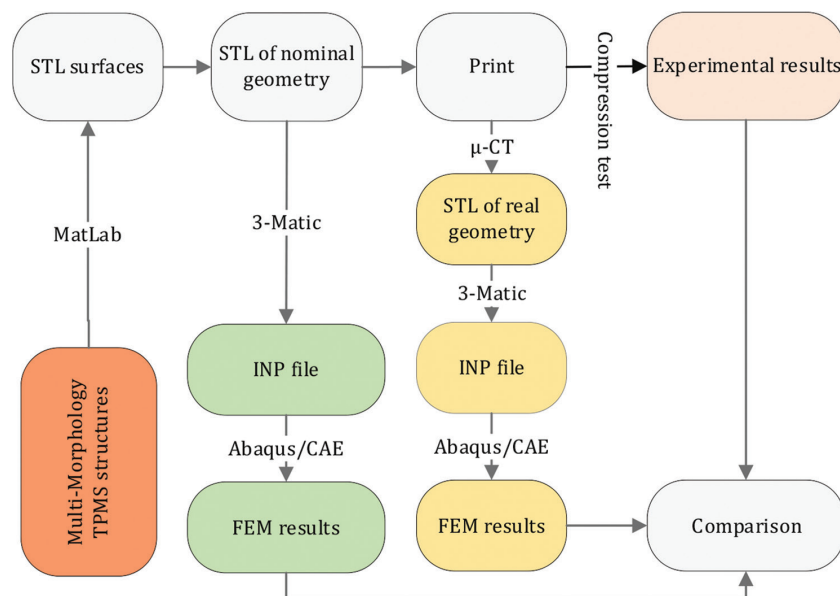 STL surfaces
STL of nominal
geometry
Print
Compression test
Experimental results
μ-CT
STL of real
geometry
MatLab
3-Matic
3-Matic
Multi-Morphology
TPMS structures
INP file
INP file
Abaqus/CAE
Abaqus/CAE
FEM results
FEM results
Comparison